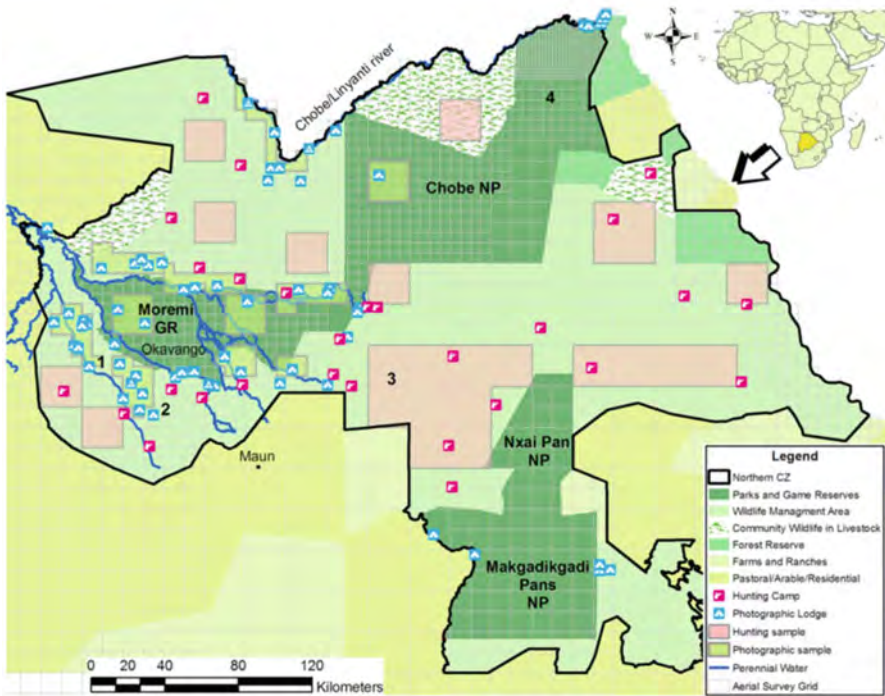 N
W E
S
Chobe/Linyanti river
4
Chobe NP
Moremi
GR
Okavango
1
2
3
Maun
Nxai Pan
NP
Makgadikgadi
Pans
NP
Legend
Northern CZ
Parks and Game Reserves
Wildlife Managment Area
Community Wildlife in Livestock
Forest Reserve
Farms and Ranches
Pastoral/Arable/Residential
Hunting Camp
Photographic Lodge
Hunting sample
Photographic sample
Perennial Water
Aerial Survey Grid
0 20 40 80 120
Kilometers